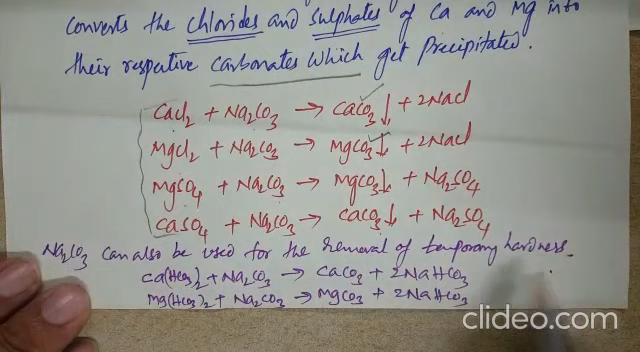 converts the chlorides and sulphates of Ca and Mg into
their respective carbonates which get precipitated.
CaCl₂ + Na₂CO₃ → CaCO₃↓ + 2NaCl
MgCl₂ + Na₂CO₃ → MgCO₃↓ + 2NaCl
MgSO₄ + Na₂CO₃ → MgCO₃↓ + Na₂SO₄
CaSO₄ + Na₂CO₃ → CaCO₃↓ + Na₂SO₄
Na₂CO₃ can also be used for the removal of temporary hardness.
Ca(HCO₃)₂ + Na₂CO₃ → CaCO₃ + 2NaHCO₃
Mg(HCO₃)₂ + Na₂CO₃ → MgCO₃ + 2NaHCO₃
clideo.com